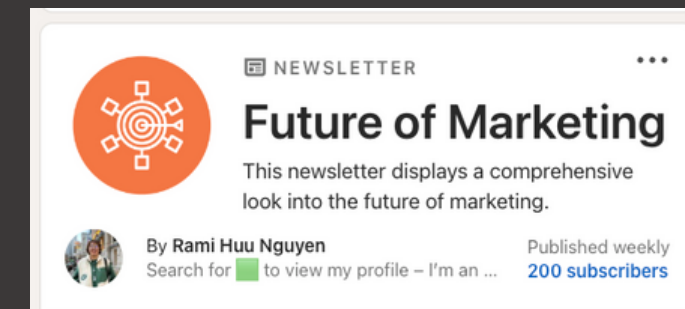 NEWSLETTER
Future of Marketing
This newsletter displays a comprehensive
look into the future of marketing.
By Rami Huu Nguyen
Published weekly
Search for 🟩 to view my profile – I'm an ...
200 subscribers